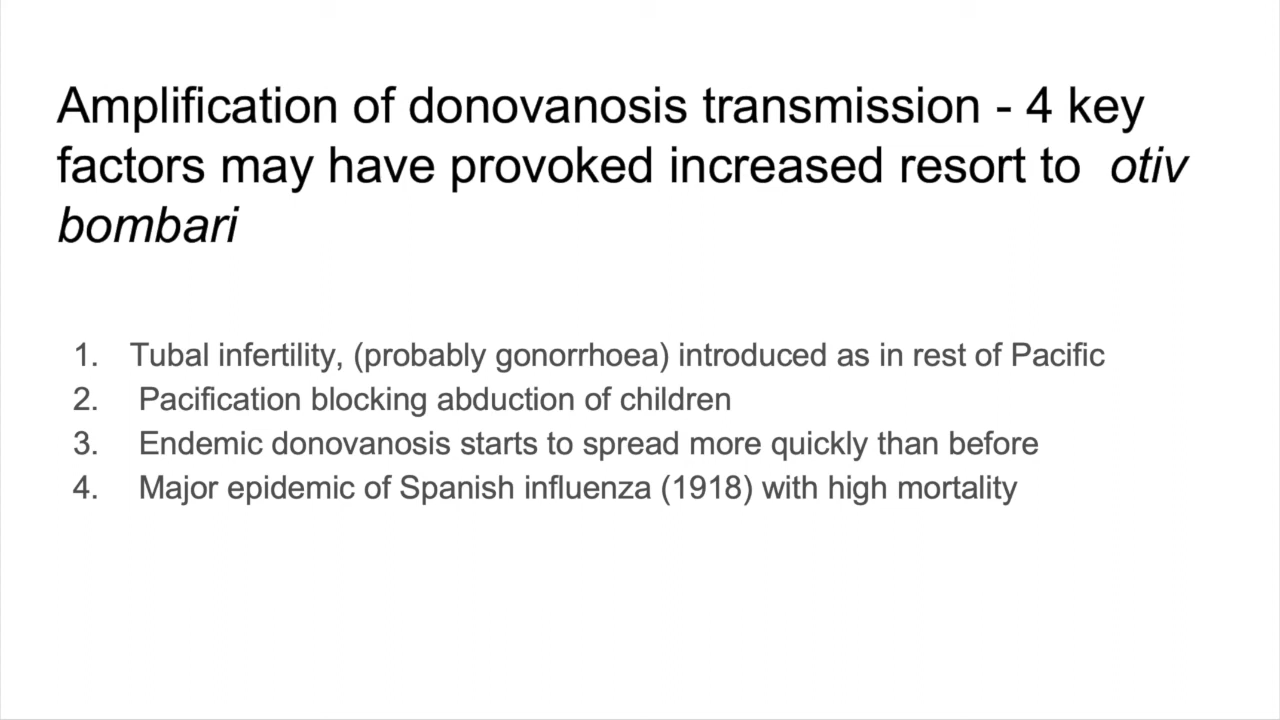 Amplification of donovanosis transmission - 4 key
factors may have provoked increased resort to otiv
bombari
1. Tubal infertility, (probably gonorrhoea) introduced as in rest of Pacific
2. Pacification blocking abduction of children
3. Endemic donovanosis starts to spread more quickly than before
4. Major epidemic of Spanish influenza (1918) with high mortality